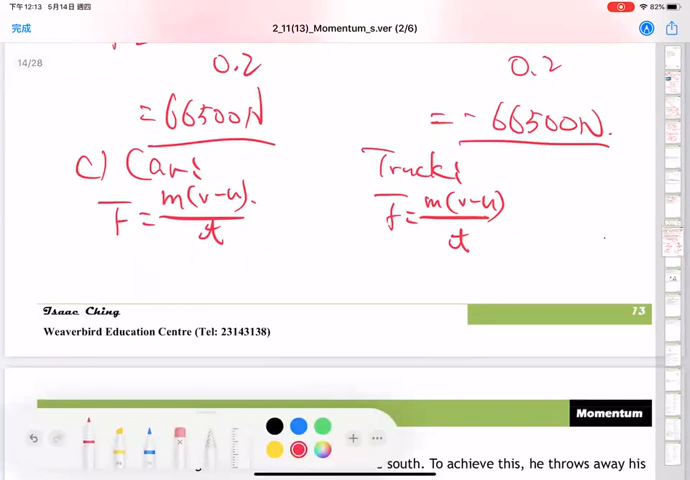 下午12:13 5月14日 週四
82%
完成
2_11(13)_Momentum_s.ver (2/6)
14/28
0.2
0.2
= 66500N
= - 66500N.
c) Car:
Truck:
F = m(v-u).
t
F = m(v-u)
t
Isaac Ching
13
Weaverbird Education Centre (Tel: 23143138)
Momentum
south. To achieve this, he throws away his